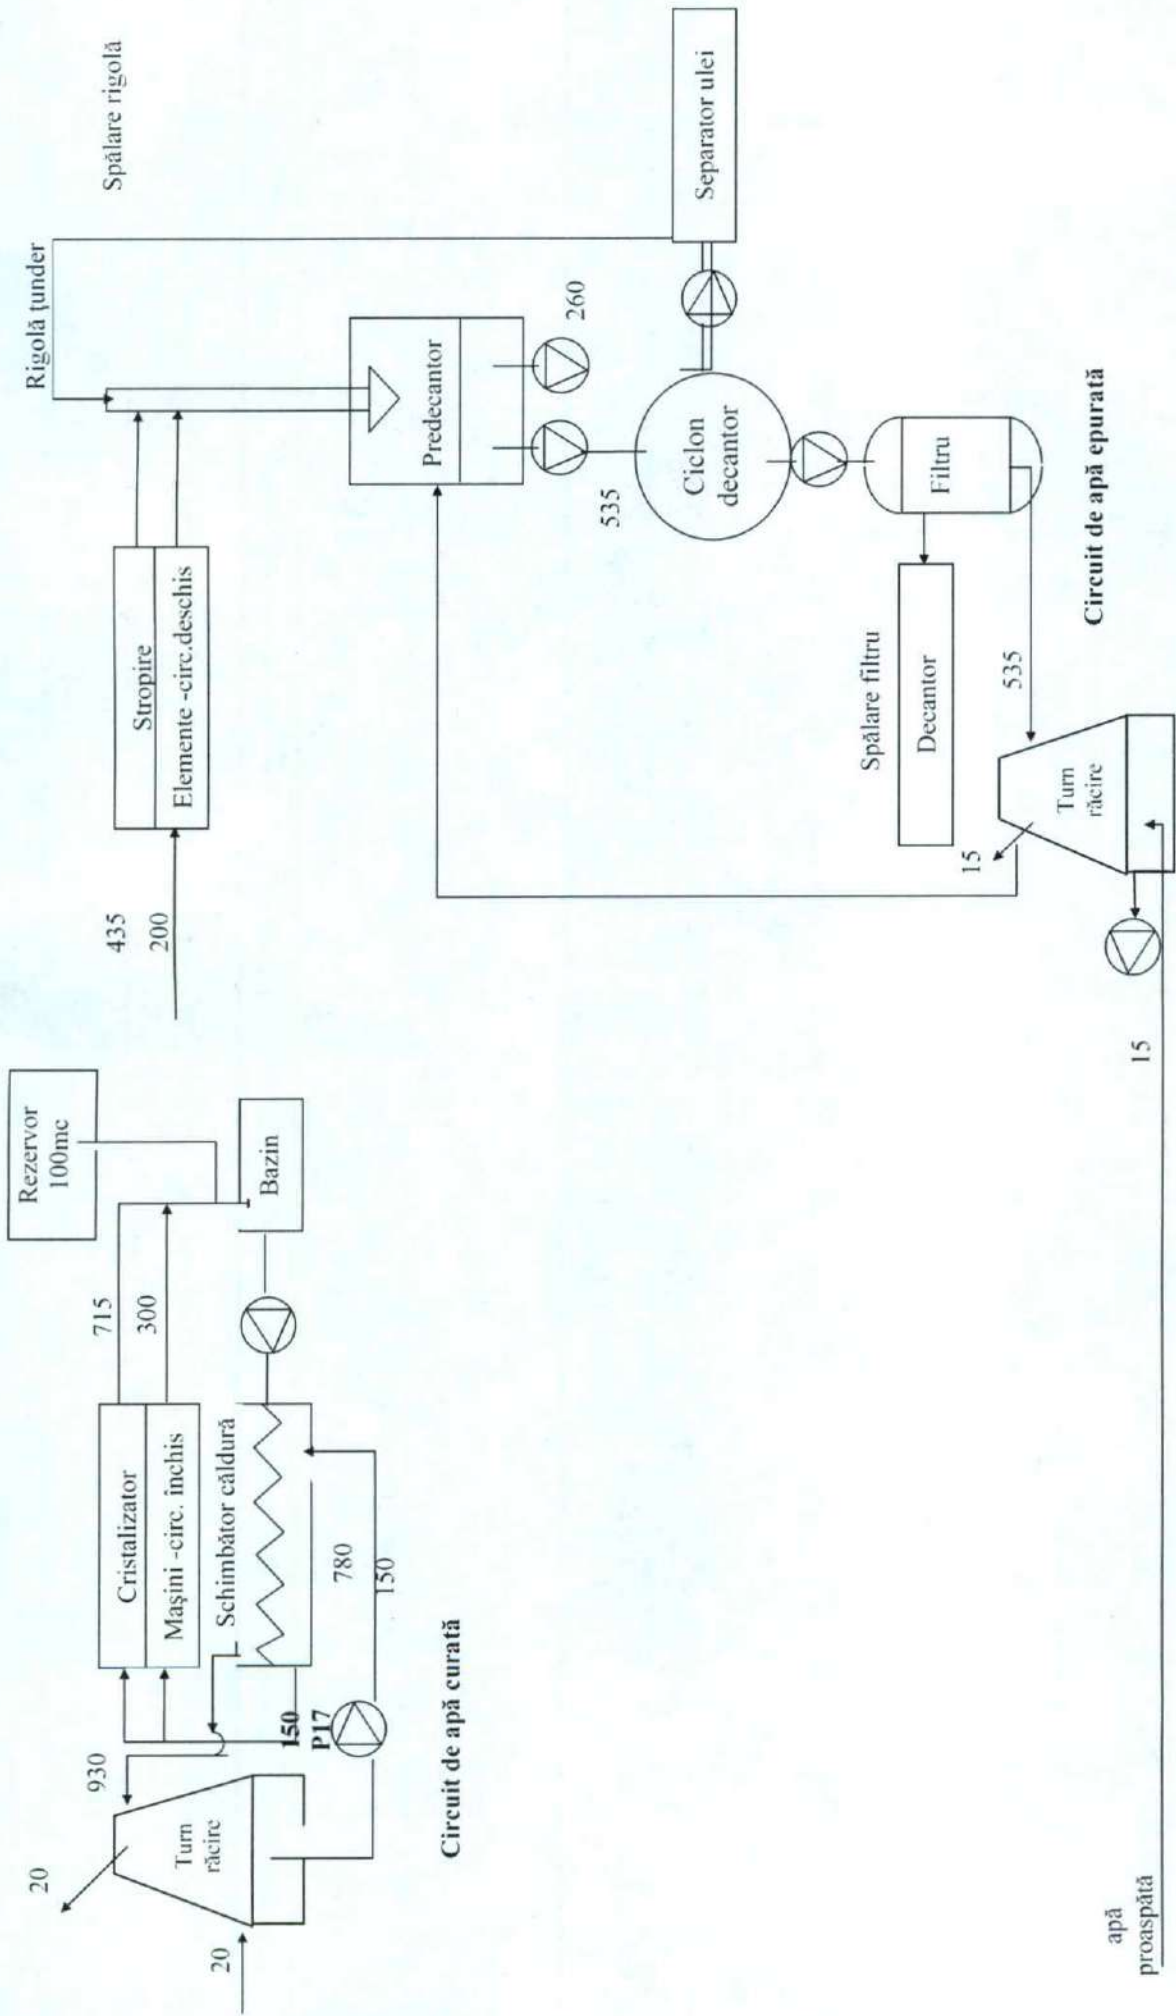 20
20
Turn
răcire
930
Cristalizator
Maşini -circ. închis
715
300
Rezervor
100mc
Bazin
Schimbător căldură
150
P17
780
150
Circuit de apă curată
435
200
Stropire
Elemente -circ.deschis
Rigolă ţunder
Spălare rigolă
Predecantor
260
535
Ciclon
decantor
Separator ulei
Filtru
Spălare filtru
Decantor
535
15
Turn
răcire
Circuit de apă epurată
15
apă
proaspătă